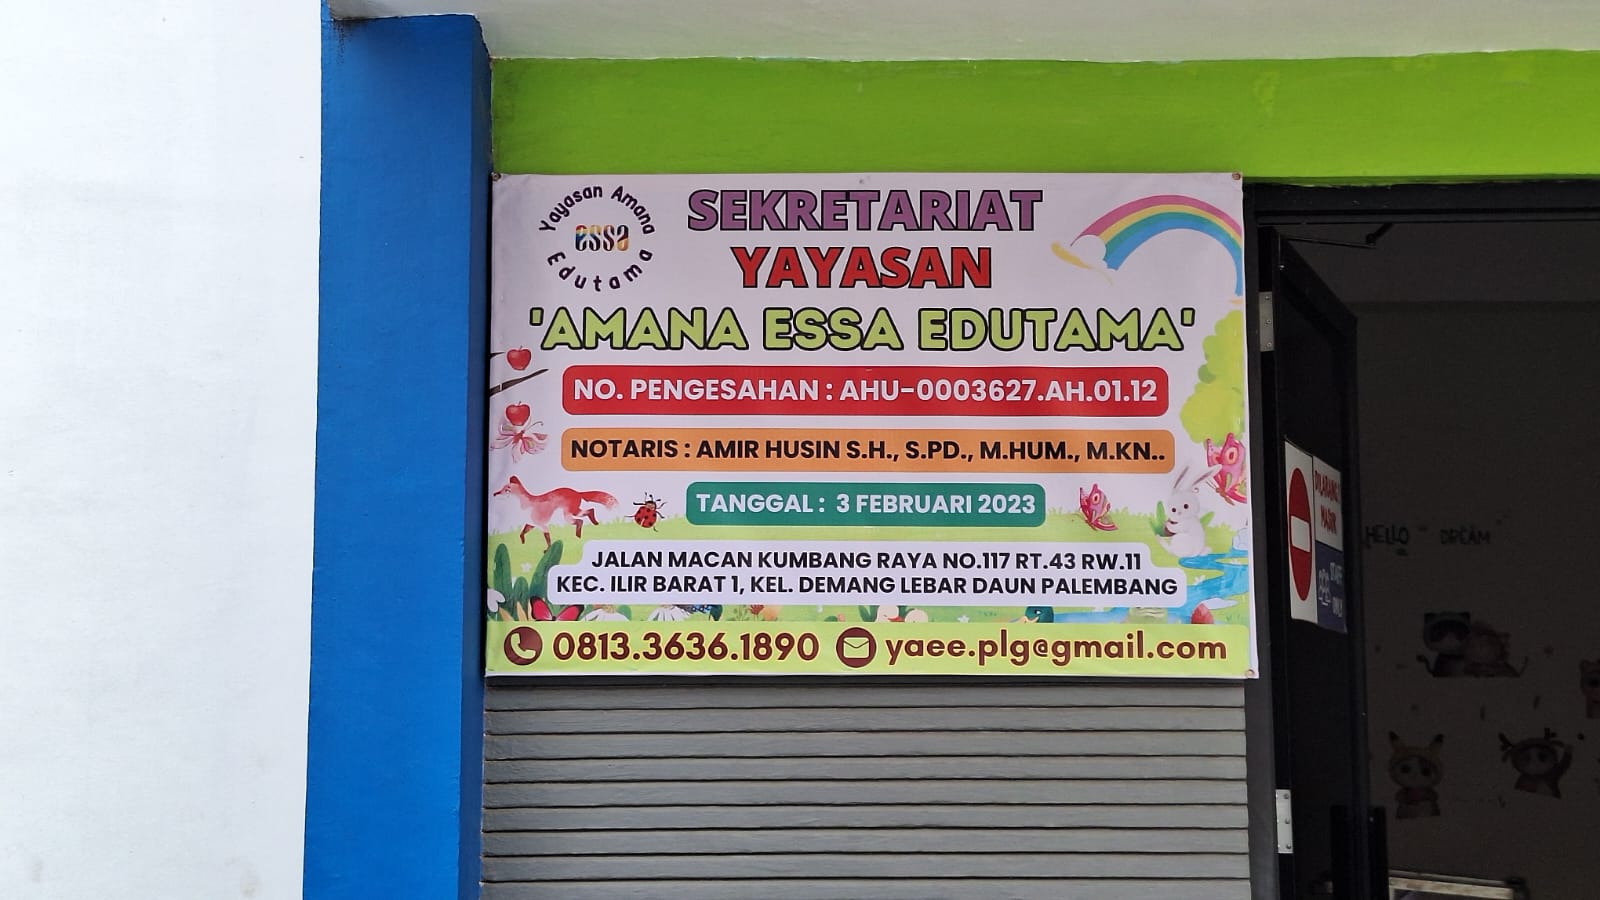 Yayasan Amana
essa
Edutama
SEKRETARIAT
YAYASAN
'AMANA ESSA EDUTAMA'
NO. PENGESAHAN : AHU-0003627.AH.01.12
NOTARIS : AMIR HUSIN S.H., S.PD., M.HUM., M.KN..
TANGGAL : 3 FEBRUARI 2023
JALAN MACAN KUMBANG RAYA NO.117 RT.43 RW.11
KEC. ILIR BARAT 1, KEL. DEMANG LEBAR DAUN PALEMBANG
0813.3636.1890
yaee.plg@gmail.com
DILARANG
MASUK
HELLO
DREAM